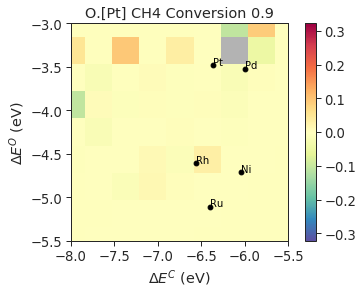 O.[Pt] CH4 Conversion 0.9
−3.0
−3.5
−4.0
−4.5
−5.0
−5.5
ΔE^O (eV)
Pt
Pd
Rh
Ni
Ru
−8.0 −7.5 −7.0 −6.5 −6.0 −5.5
ΔE^C (eV)
0.3
0.2
0.1
0.0
−0.1
−0.2
−0.3